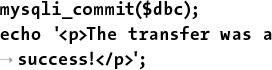 mysqli_commit($dbc);
echo '<p>The transfer was a
→ success!</p>';